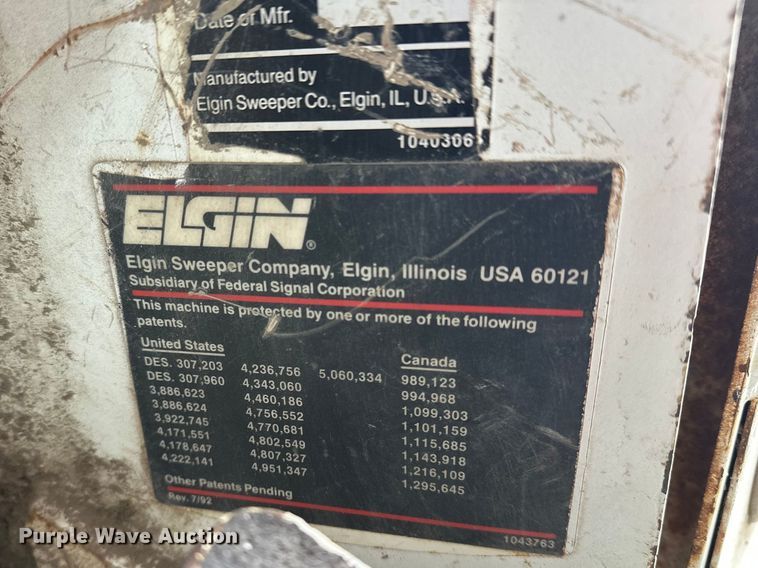 Date of Mfr.
Manufactured by
Elgin Sweeper Co., Elgin, IL, U.S.A.
1040306
ELGIN®
Elgin Sweeper Company, Elgin, Illinois USA 60121
Subsidiary of Federal Signal Corporation
This machine is protected by one or more of the following
patents.
United States Canada
DES. 307,203 4,236,756 5,060,334 989,123
DES. 307,960 4,343,060 994,968
3,886,623 4,460,186 1,099,303
3,886,624 4,756,552 1,101,159
3,922,745 4,770,681 1,115,685
4,171,551 4,802,549 1,143,918
4,178,647 4,807,327 1,216,109
4,222,141 4,951,347 1,295,645
Other Patents Pending
Rev. 7/92
1043763
Purple Wave Auction